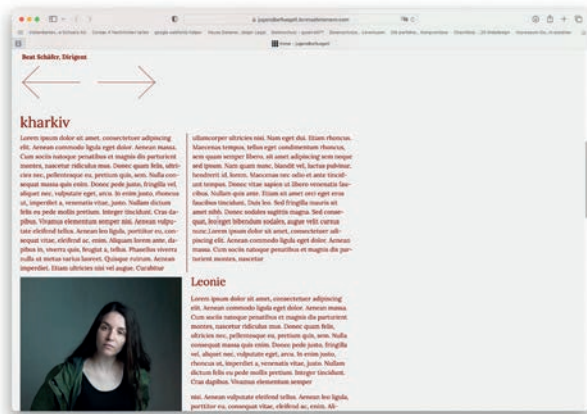 jugendbriefwegell.birmadienemann.com
Home - jugendbriefwegell
Beat Schäfer, Dirigent
kharkiv
Lorem ipsum dolor sit amet, consectetuer adipiscing
elit. Aenean commodo ligula eget dolor. Aenean massa.
Cum sociis natoque penatibus et magnis dis parturient
montes, nascetur ridiculus mus. Donec quam felis, ultri-
cies nec, pellentesque eu, pretium quis, sem. Nulla con-
sequat massa quis enim. Donec pede justo, fringilla vel,
aliquet nec, vulputate eget, arcu. In enim justo, rhoncus
ut, imperdiet a, venenatis vitae, justo. Nullam dictum
felis eu pede mollis pretium. Integer tincidunt. Cras da-
pibus. Vivamus elementum semper nisi. Aenean vulpu-
tate eleifend tellus. Aenean leo ligula, porttitor eu, con-
sequat vitae, eleifend ac, enim. Aliquam lorem ante, da-
pibus in, viverra quis, feugiat a, tellus. Phasellus viverra
nulla ut metus varius laoreet. Quisque rutrum. Aenean
imperdiet. Etiam ultricies nisi vel augue. Curabitur
ullamcorper ultricies nisi. Nam eget dui. Etiam rhoncus.
Maecenas tempus, tellus eget condimentum rhoncus,
sem quam semper libero, sit amet adipiscing sem neque
sed ipsum. Nam quam nunc, blandit vel, luctus pulvinar,
hendrerit id, lorem. Maecenas nec odio et ante tincid-
unt tempus. Donec vitae sapien ut libero venenatis fau-
cibus. Nullam quis ante. Etiam sit amet orci eget eros
faucibus tincidunt. Duis leo. Sed fringilla mauris sit
amet nibh. Donec sodales sagittis magna. Sed conse-
quat, leo eget bibendum sodales, augue velit cursus
nunc. Lorem ipsum dolor sit amet, consectetuer adi-
piscing elit. Aenean commodo ligula eget dolor. Aenean
massa. Cum sociis natoque penatibus et magnis dis par-
turient montes, nascetur
Leonie
Lorem ipsum dolor sit amet, consectetuer adipiscing
elit. Aenean commodo ligula eget dolor. Aenean massa.
Cum sociis natoque penatibus et magnis dis parturient
montes, nascetur ridiculus mus. Donec quam felis,
ultricies nec, pellentesque eu, pretium quis, sem. Nulla
consequat massa quis enim. Donec pede justo, fringilla
vel, aliquet nec, vulputate eget, arcu. In enim justo,
rhoncus ut, imperdiet a, venenatis vitae, justo. Nullam
dictum felis eu pede mollis pretium. Integer tincidunt.
Cras dapibus. Vivamus elementum semper
nisi. Aenean vulputate eleifend tellus. Aenean leo ligula,
porttitor eu, consequat vitae, eleifend ac, enim. Ali-